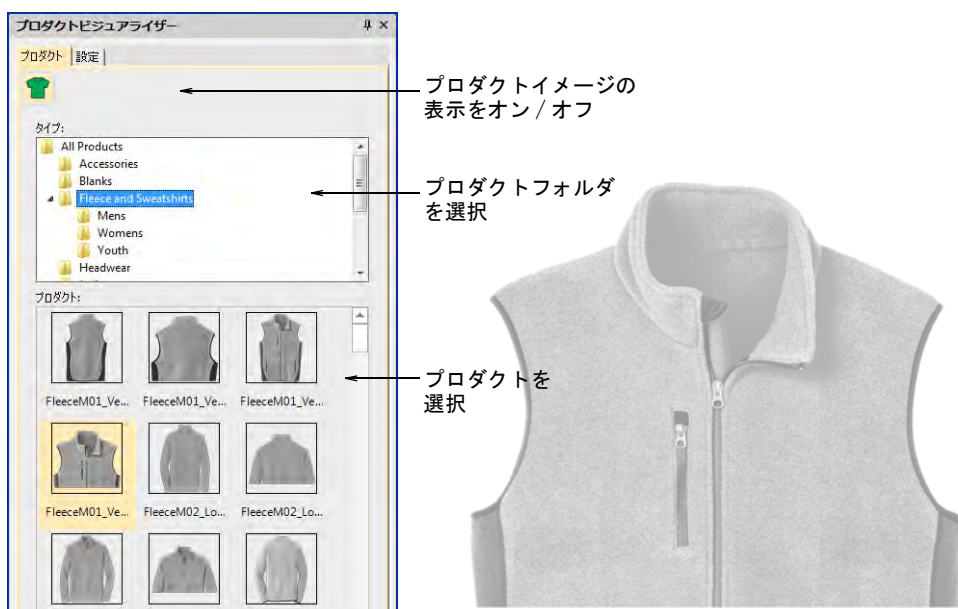 プロダクトビジュアライザー
プロダクト 設定
プロダクトイメージの
表示をオン / オフ
タイプ:
All Products
Accessories
Blanks
Fleece and Sweatshirts
Mens
Womens
Youth
Headwear
プロダクトフォルダ
を選択
プロダクト:
FleeceM01_Ve... FleeceM01_Ve... FleeceM01_Ve...
プロダクトを
選択
FleeceM01_Ve... FleeceM02_Lo... FleeceM02_Lo...